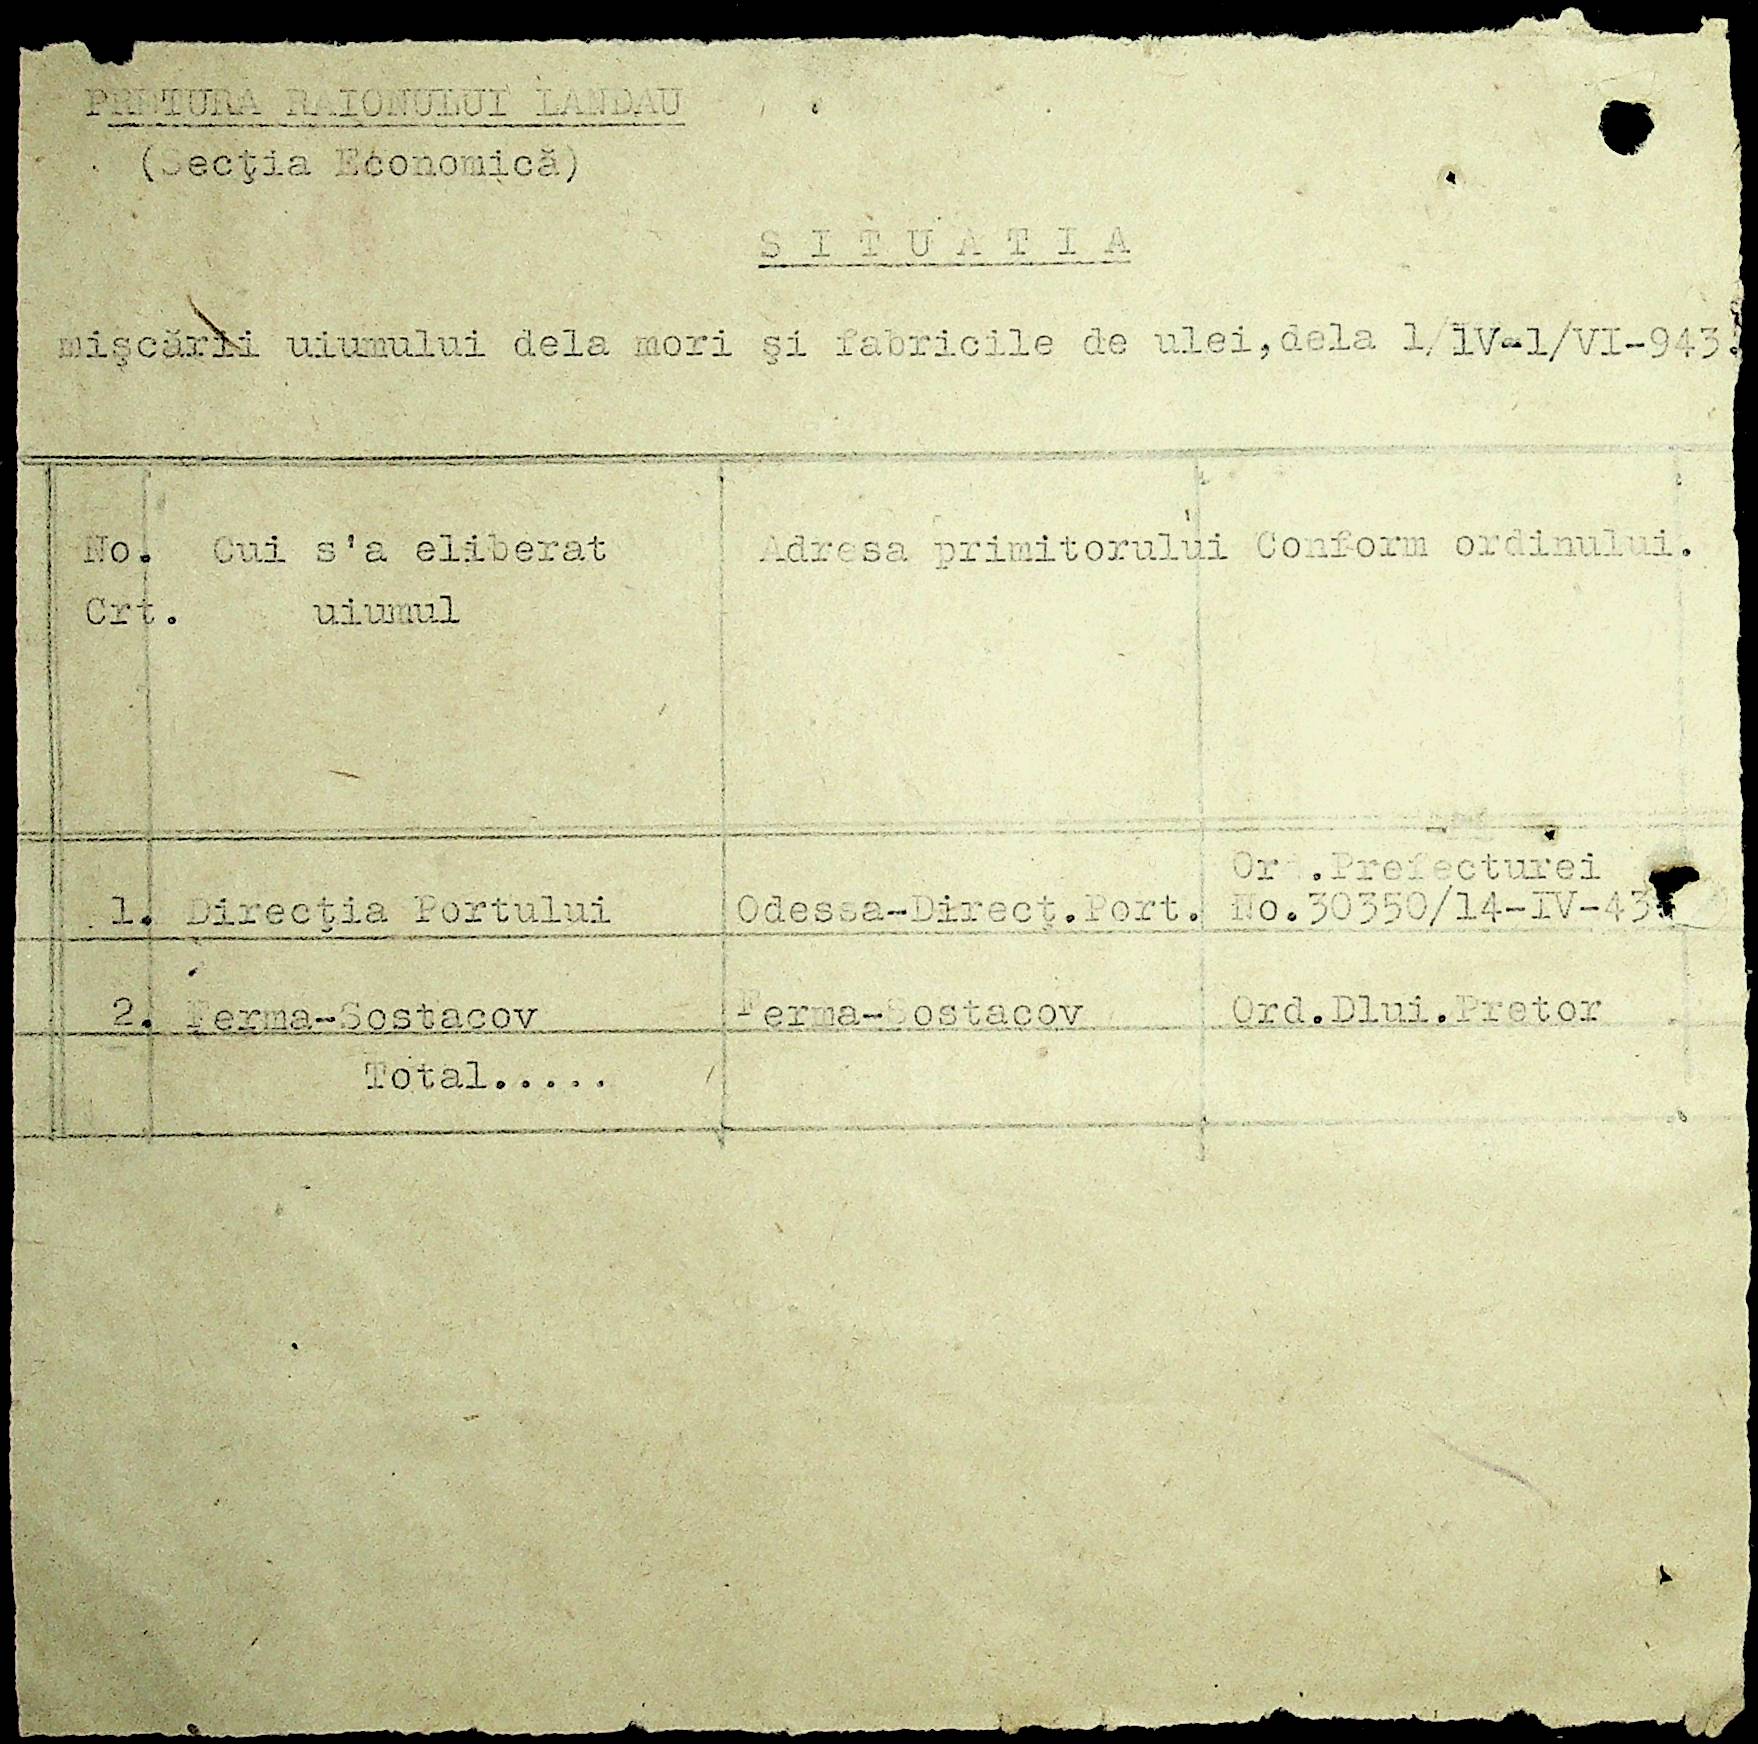 PRETURA RAIONULUI LANDAU
(Secţia Economică)
S I T U A T I A
mişcării uiumului dela mori şi fabricile de ulei,dela 1/IV-1/VI-943.
No. Cui s'a eliberat Adresa primitorului Conform ordinului.
Crt. uiumul
Ord.Prefecturei
1. Direcţia Portului Odessa-Direcţ.Port. No.30350/14-IV-43.
2. Ferma-Sostacov Ferma-Sostacov Ord.Dlui.Pretor
Total.....